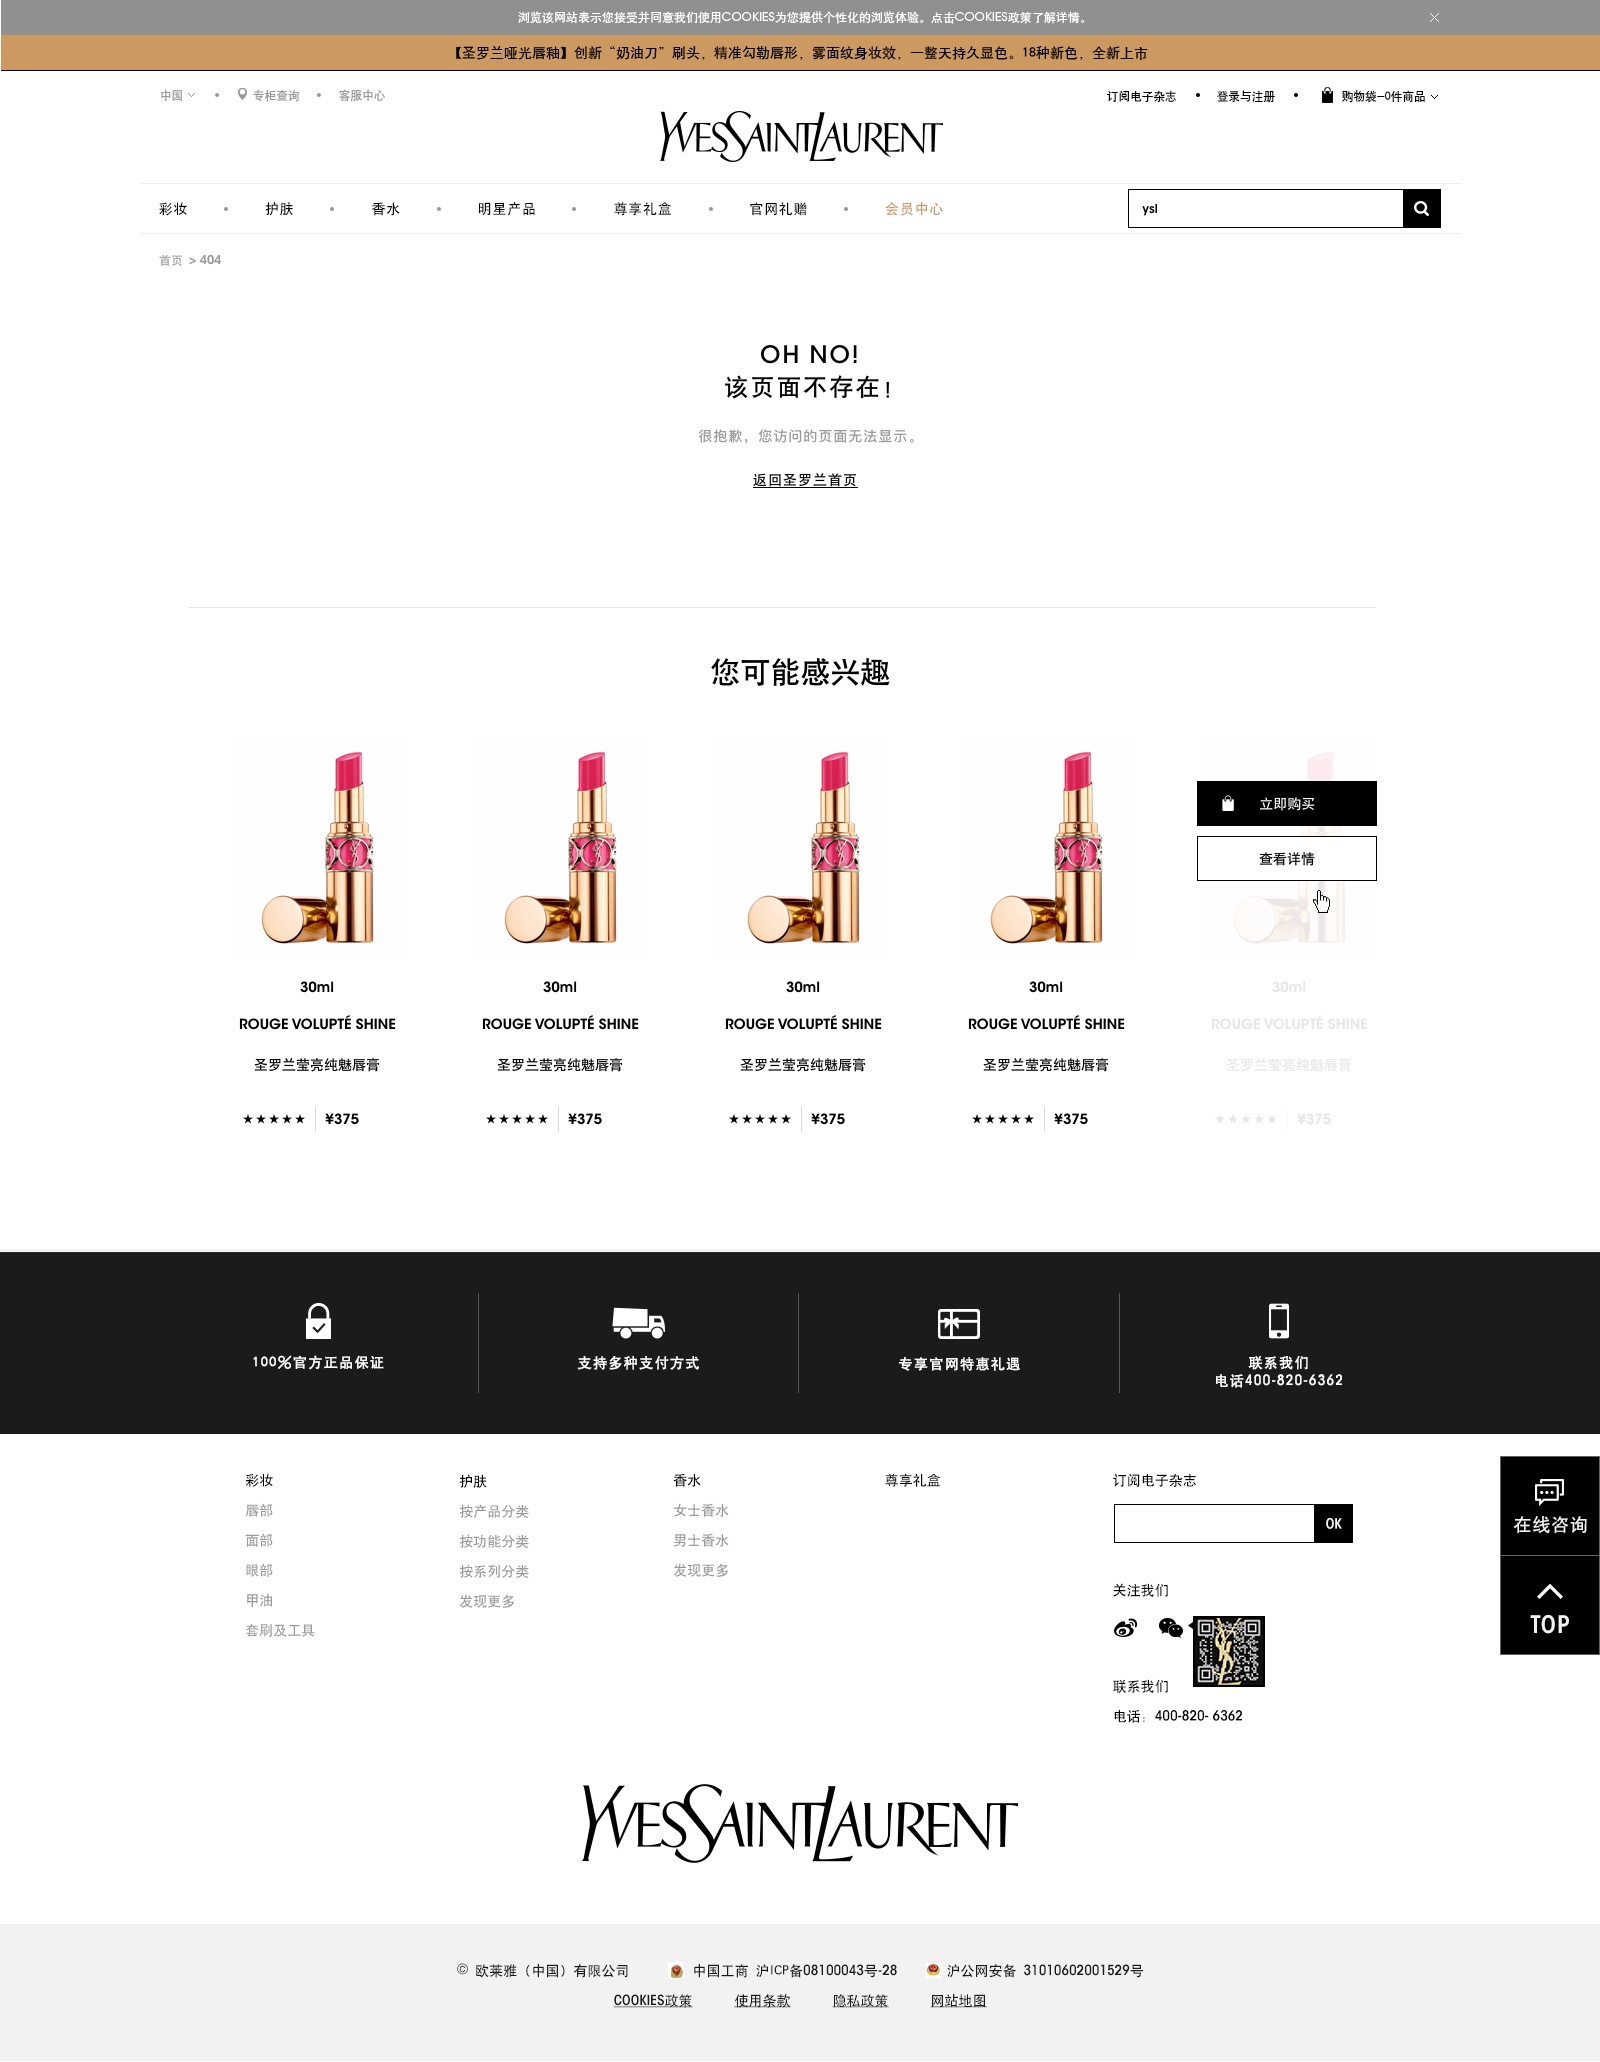 浏览该网站表示您接受并同意我们使用COOKIES为您提供个性化的浏览体验。点击COOKIES政策了解详情。
【圣罗兰哑光唇釉】创新“奶油刀”刷头，精准勾勒唇形，雾面纹身妆效，一整天持久显色。18种新色，全新上市
中国 • 专柜查询 • 客服中心
订阅电子杂志 • 登录与注册 • 购物袋–0件商品
YVESSAINTLAURENT
彩妆 • 护肤 • 香水 • 明星产品 • 尊享礼盒 • 官网礼赠 • 会员中心
ysl
首页 > 404
OH NO!
该页面不存在！
很抱歉，您访问的页面无法显示。
返回圣罗兰首页
您可能感兴趣
立即购买
查看详情
30ml 30ml 30ml 30ml 30ml
ROUGE VOLUPTÉ SHINE ROUGE VOLUPTÉ SHINE ROUGE VOLUPTÉ SHINE ROUGE VOLUPTÉ SHINE ROUGE VOLUPTÉ SHINE
圣罗兰莹亮纯魅唇膏 圣罗兰莹亮纯魅唇膏 圣罗兰莹亮纯魅唇膏 圣罗兰莹亮纯魅唇膏 圣罗兰莹亮纯魅唇膏
★★★★★ ¥375 ★★★★★ ¥375 ★★★★★ ¥375 ★★★★★ ¥375 ★★★★★ ¥375
100%官方正品保证
支持多种支付方式
专享官网特惠礼遇
联系我们
电话400-820-6362
彩妆
唇部
面部
眼部
甲油
套刷及工具
护肤
按产品分类
按功能分类
按系列分类
发现更多
香水
女士香水
男士香水
发现更多
尊享礼盒
订阅电子杂志
OK
关注我们
联系我们
电话：400-820- 6362
在线咨询
TOP
YVESSAINTLAURENT
© 欧莱雅（中国）有限公司 中国工商 沪ICP备08100043号-28 沪公网安备 31010602001529号
COOKIES政策 使用条款 隐私政策 网站地图